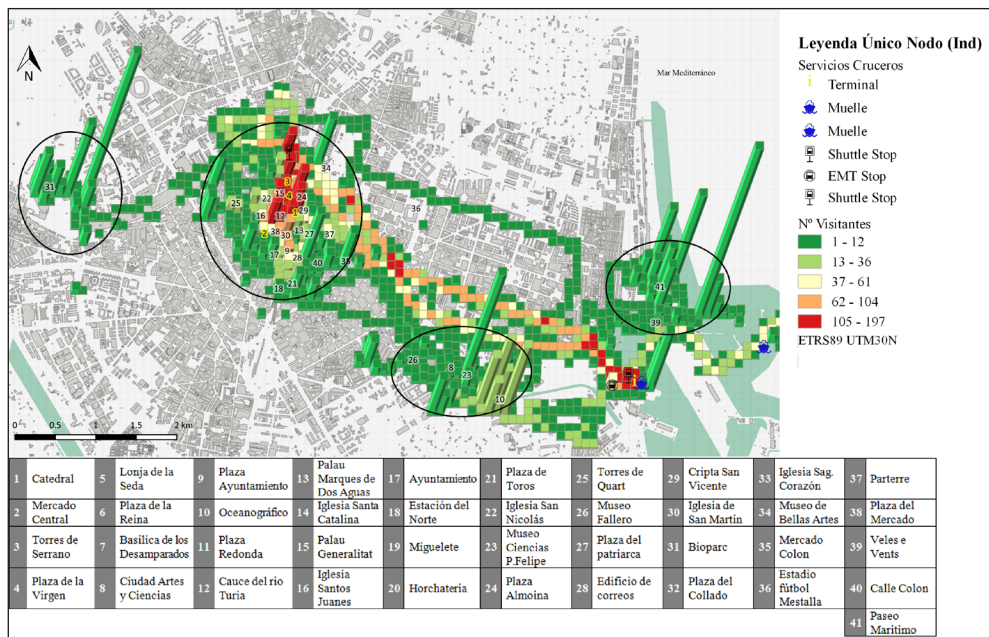 N
Mar Mediterráneo
0 0.5 1 2 km
31
34
3
15
4
24
25
22
16
12
1
29
36
2
38
30
13
27
37
9
17
28
40
35
18
21
26
8
23
10
41
39
i
Leyenda Único Nodo (Ind)
Servicios Cruceros
i Terminal
Muelle
Muelle
Shuttle Stop
EMT Stop
Shuttle Stop
Nº Visitantes
1 - 12
13 - 36
37 - 61
62 - 104
105 - 197
ETRS89 UTM30N
1 Catedral
5 Lonja de la
Seda
9 Plaza
Ayuntamiento
13 Palau
Marques de
Dos Aguas
17 Ayuntamiento
21 Plaza de
Toros
25 Torres de
Quart
29 Cripta San
Vicente
33 Iglesia Sag.
Corazón
37 Parterre
2 Mercado
Central
6 Plaza de
la Reina
10 Oceanográfico
14 Iglesia Santa
Catalina
18 Estación del
Norte
22 Iglesia San
Nicolás
26 Museo
Fallero
30 Iglesia de
San Martín
34 Museo de
Bellas Artes
38 Plaza del
Mercado
3 Torres de
Serrano
7 Basílica de los
Desamparados
11 Plaza
Redonda
15 Palau
Generalitat
19 Miguelete
23 Museo
Ciencias
P.Felipe
27 Plaza del
patriarca
31 Bioparc
35 Mercado
Colon
39 Veles e
Vents
4 Plaza de la
Virgen
8 Ciudad Artes
y Ciencias
12 Cauce del río
Turia
16 Iglesia
Santos
Juanes
20 Horchatería
24 Plaza
Almoina
28 Edificio de
correos
32 Plaza del
Collado
36 Estadio
fútbol
Mestalla
40 Calle Colon
41 Paseo
Marítimo